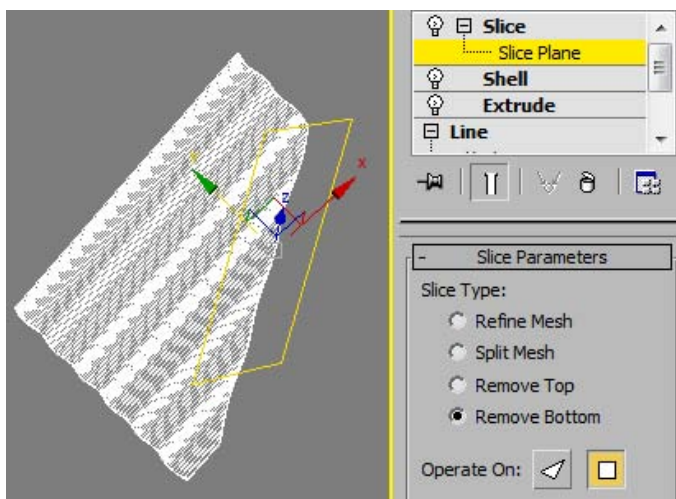 Slice
Slice Plane
Shell
Extrude
Line
x
z
- Slice Parameters
Slice Type:
Refine Mesh
Split Mesh
Remove Top
Remove Bottom
Operate On: